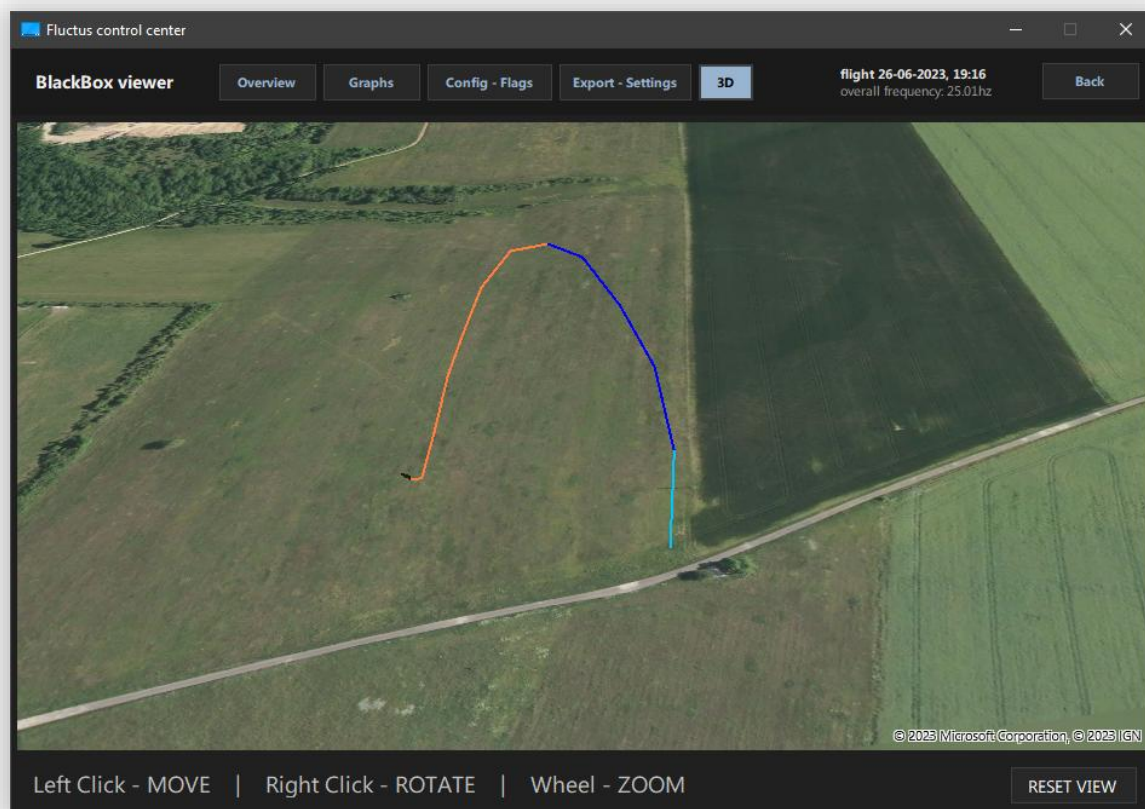 Fluctus control center
BlackBox viewer
Overview
Graphs
Config - Flags
Export - Settings
3D
flight 26-06-2023, 19:16
overall frequency: 25.01hz
Back
© 2023 Microsoft Corporation, © 2023 IGN
Left Click - MOVE | Right Click - ROTATE | Wheel - ZOOM
RESET VIEW